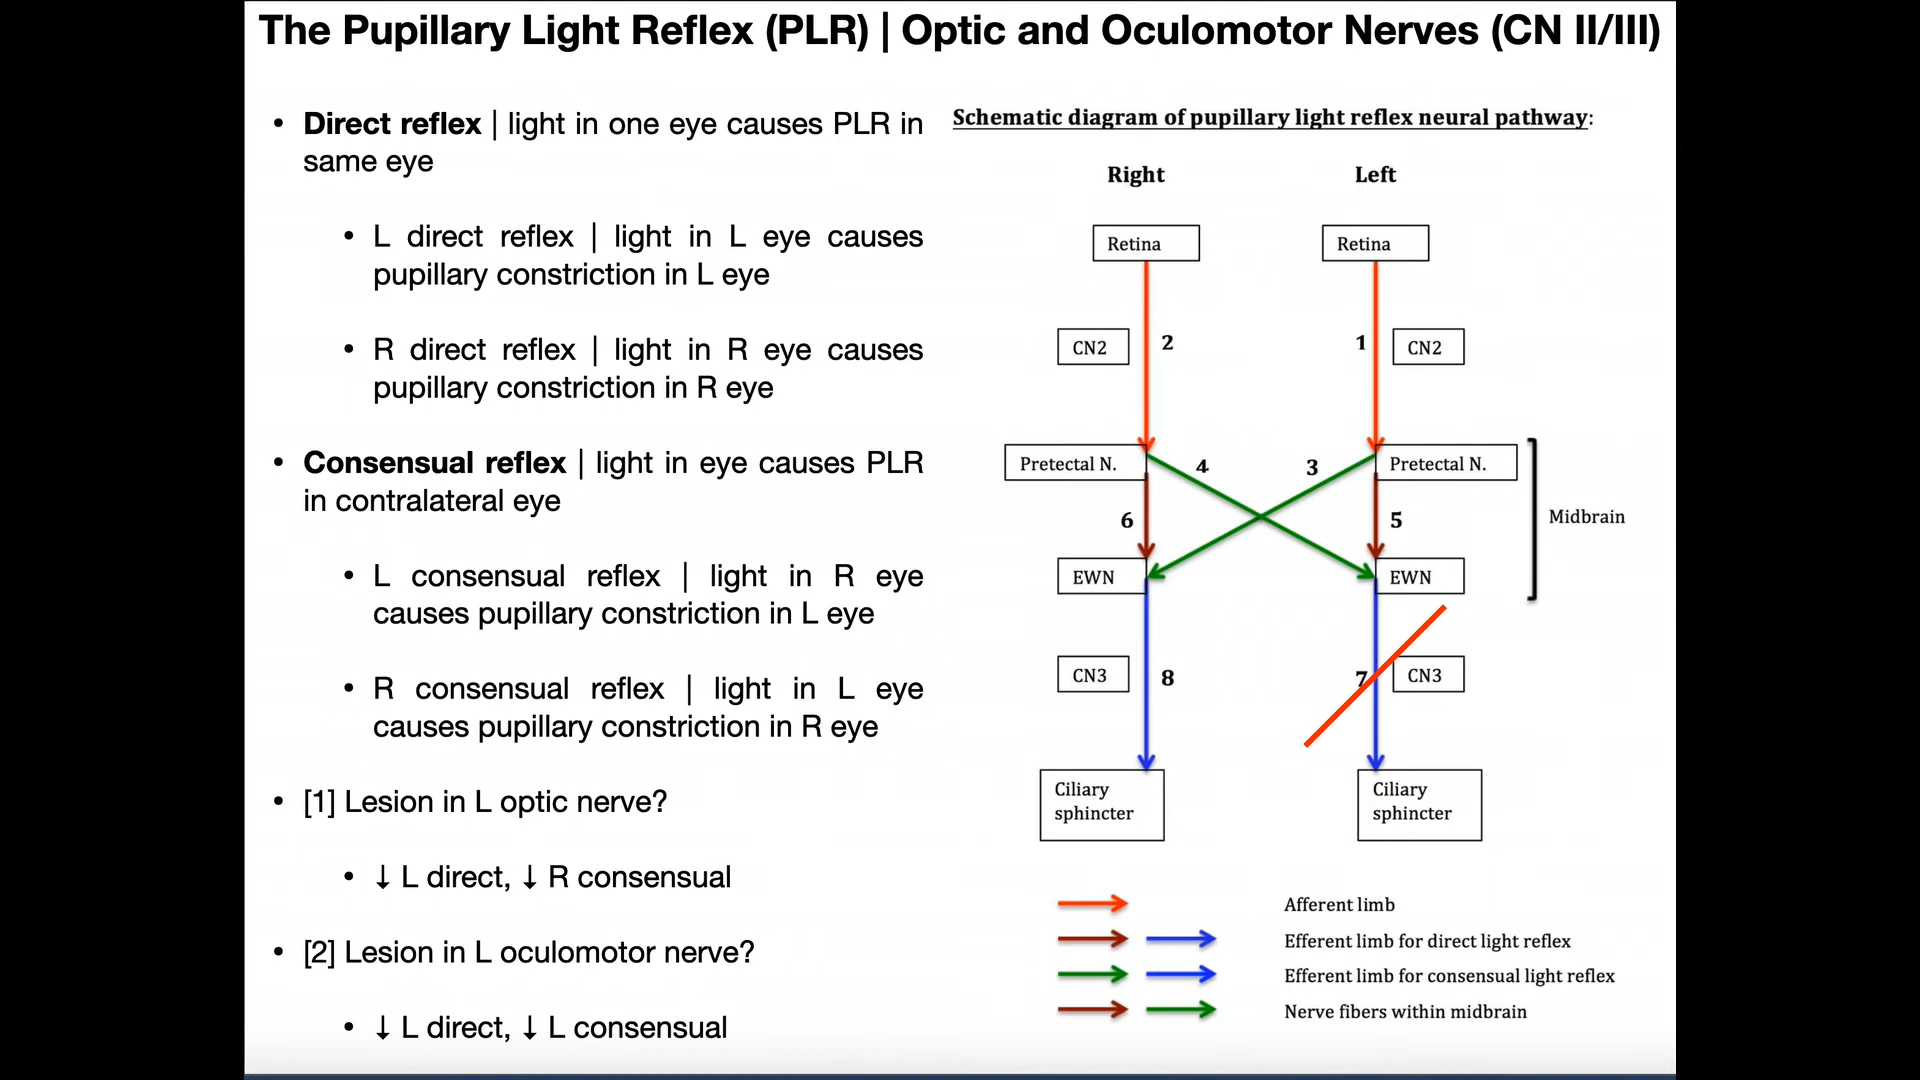 The Pupillary Light Reflex (PLR) | Optic and Oculomotor Nerves (CN II/III)
• Direct reflex | light in one eye causes PLR in
same eye
• L direct reflex | light in L eye causes
pupillary constriction in L eye
• R direct reflex | light in R eye causes
pupillary constriction in R eye
• Consensual reflex | light in eye causes PLR
in contralateral eye
• L consensual reflex | light in R eye
causes pupillary constriction in L eye
• R consensual reflex | light in L eye
causes pupillary constriction in R eye
• [1] Lesion in L optic nerve?
• ↓ L direct, ↓ R consensual
• [2] Lesion in L oculomotor nerve?
• ↓ L direct, ↓ L consensual
Schematic diagram of pupillary light reflex neural pathway:
Right Left
Retina Retina
CN2 2 1 CN2
Pretectal N. 4 3 Pretectal N.
6 5 Midbrain
EWN EWN
CN3 8 7 CN3
Ciliary Ciliary
sphincter sphincter
Afferent limb
Efferent limb for direct light reflex
Efferent limb for consensual light reflex
Nerve fibers within midbrain